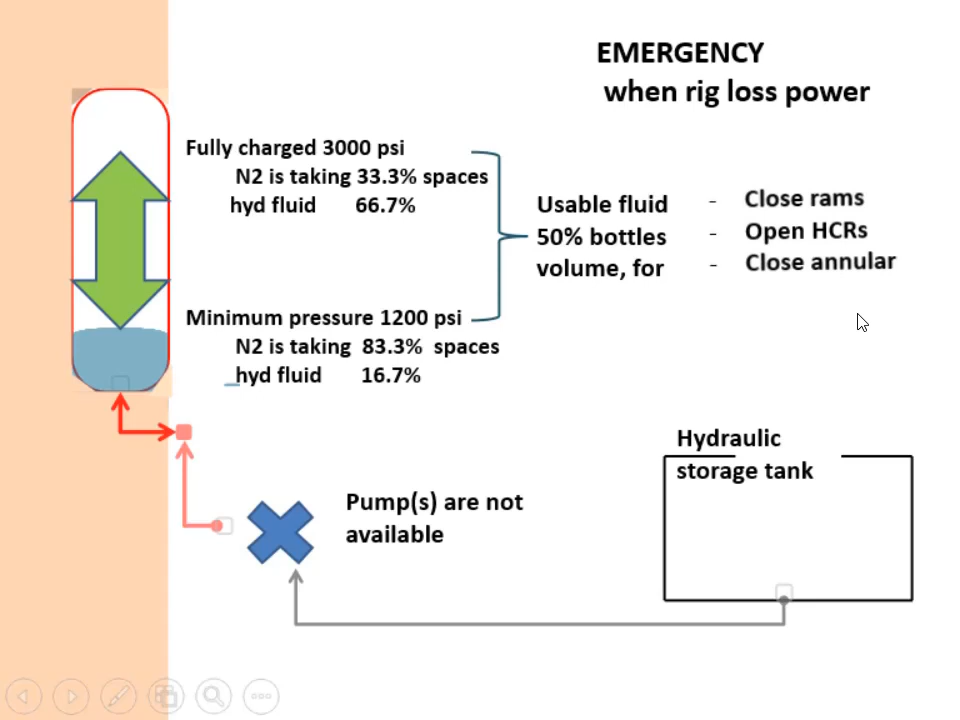 EMERGENCY
when rig loss power
Fully charged 3000 psi
N2 is taking 33.3% spaces
hyd fluid 66.7%
Usable fluid
50% bottles
volume, for
- Close rams
- Open HCRs
- Close annular
Minimum pressure 1200 psi
N2 is taking 83.3% spaces
hyd fluid 16.7%
Hydraulic
storage tank
Pump(s) are not
available